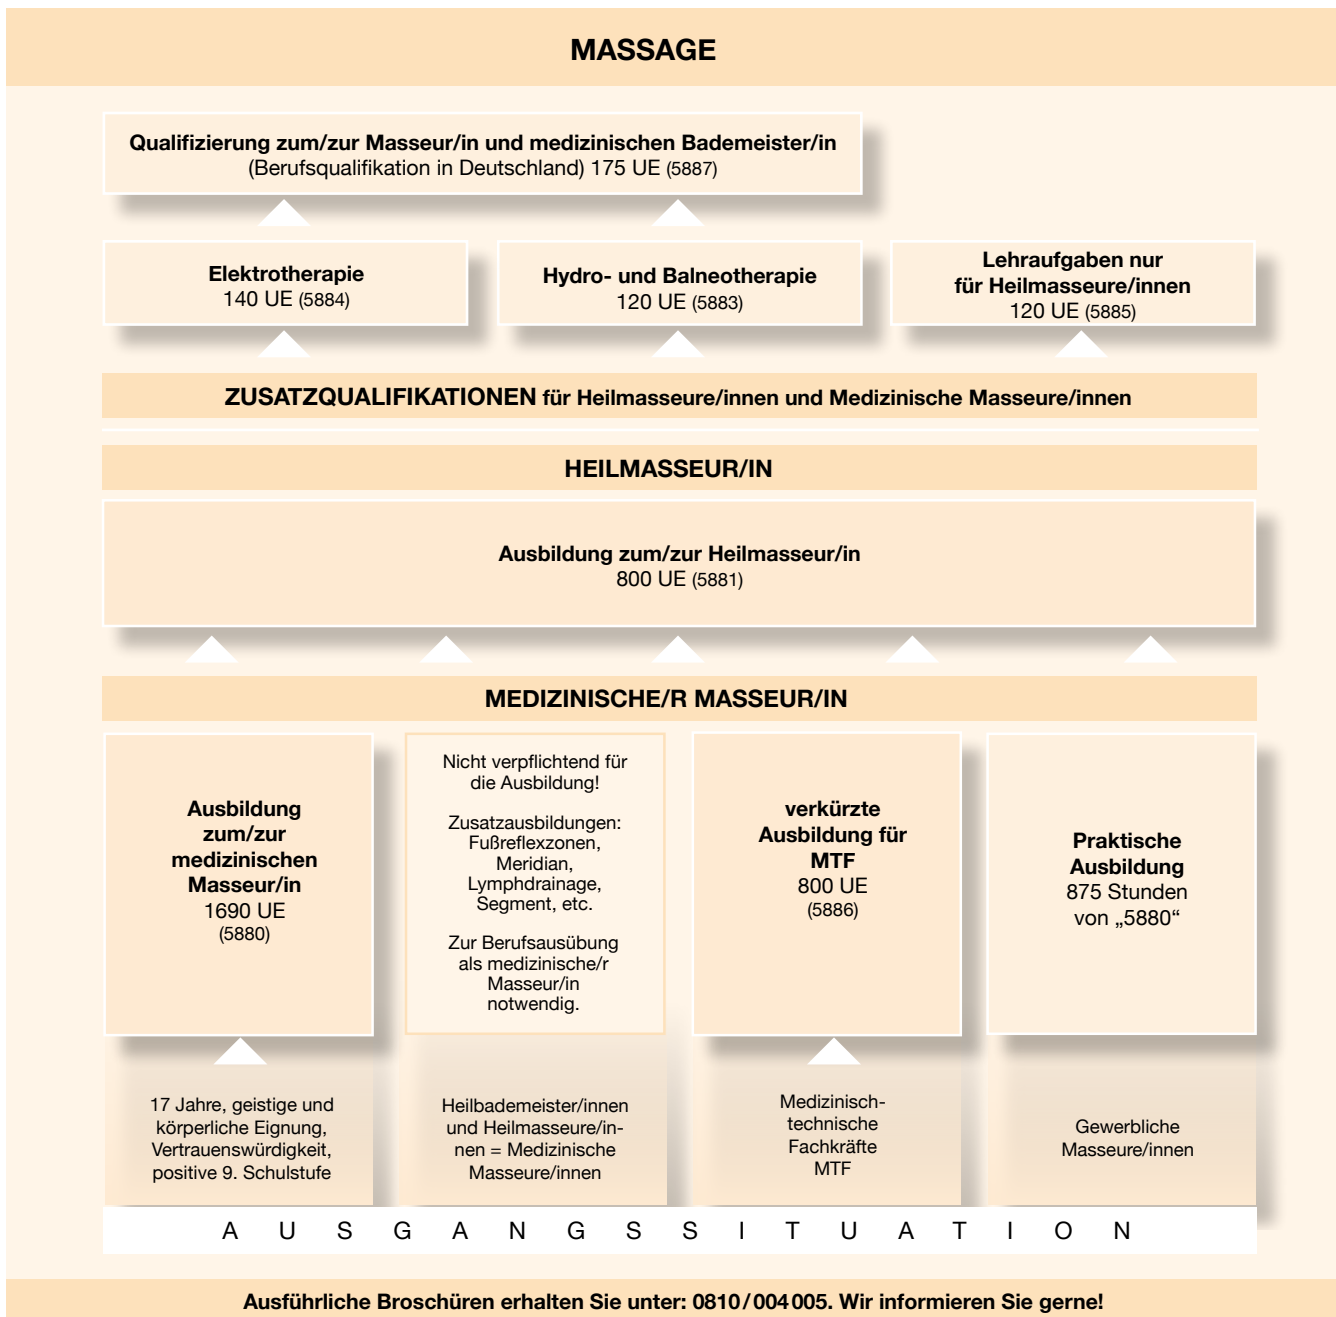 MASSAGE
Qualifizierung zum/zur Masseur/in und medizinischen Bademeister/in
(Berufsqualifikation in Deutschland) 175 UE (5887)
Elektrotherapie
140 UE (5884)
Hydro- und Balneotherapie
120 UE (5883)
Lehraufgaben nur
für Heilmasseure/innen
120 UE (5885)
ZUSATZQUALIFIKATIONEN für Heilmasseure/innen und Medizinische Masseure/innen
HEILMASSEUR/IN
Ausbildung zum/zur Heilmasseur/in
800 UE (5881)
MEDIZINISCHE/R MASSEUR/IN
Ausbildung
zum/zur
medizinischen
Masseur/in
1690 UE
(5880)
Nicht verpflichtend für
die Ausbildung!
Zusatzausbildungen:
Fußreflexzonen,
Meridian,
Lymphdrainage,
Segment, etc.
Zur Berufsausübung
als medizinische/r
Masseur/in
notwendig.
verkürzte
Ausbildung für
MTF
800 UE
(5886)
Praktische
Ausbildung
875 Stunden
von „5880“
17 Jahre, geistige und
körperliche Eignung,
Vertrauenswürdigkeit,
positive 9. Schulstufe
Heilbademeister/innen
und Heilmasseure/in-
nen = Medizinische
Masseure/innen
Medizinisch-
technische
Fachkräfte
MTF
Gewerbliche
Masseure/innen
A U S G A N G S S I T U A T I O N
Ausführliche Broschüren erhalten Sie unter: 0810/004005. Wir informieren Sie gerne!